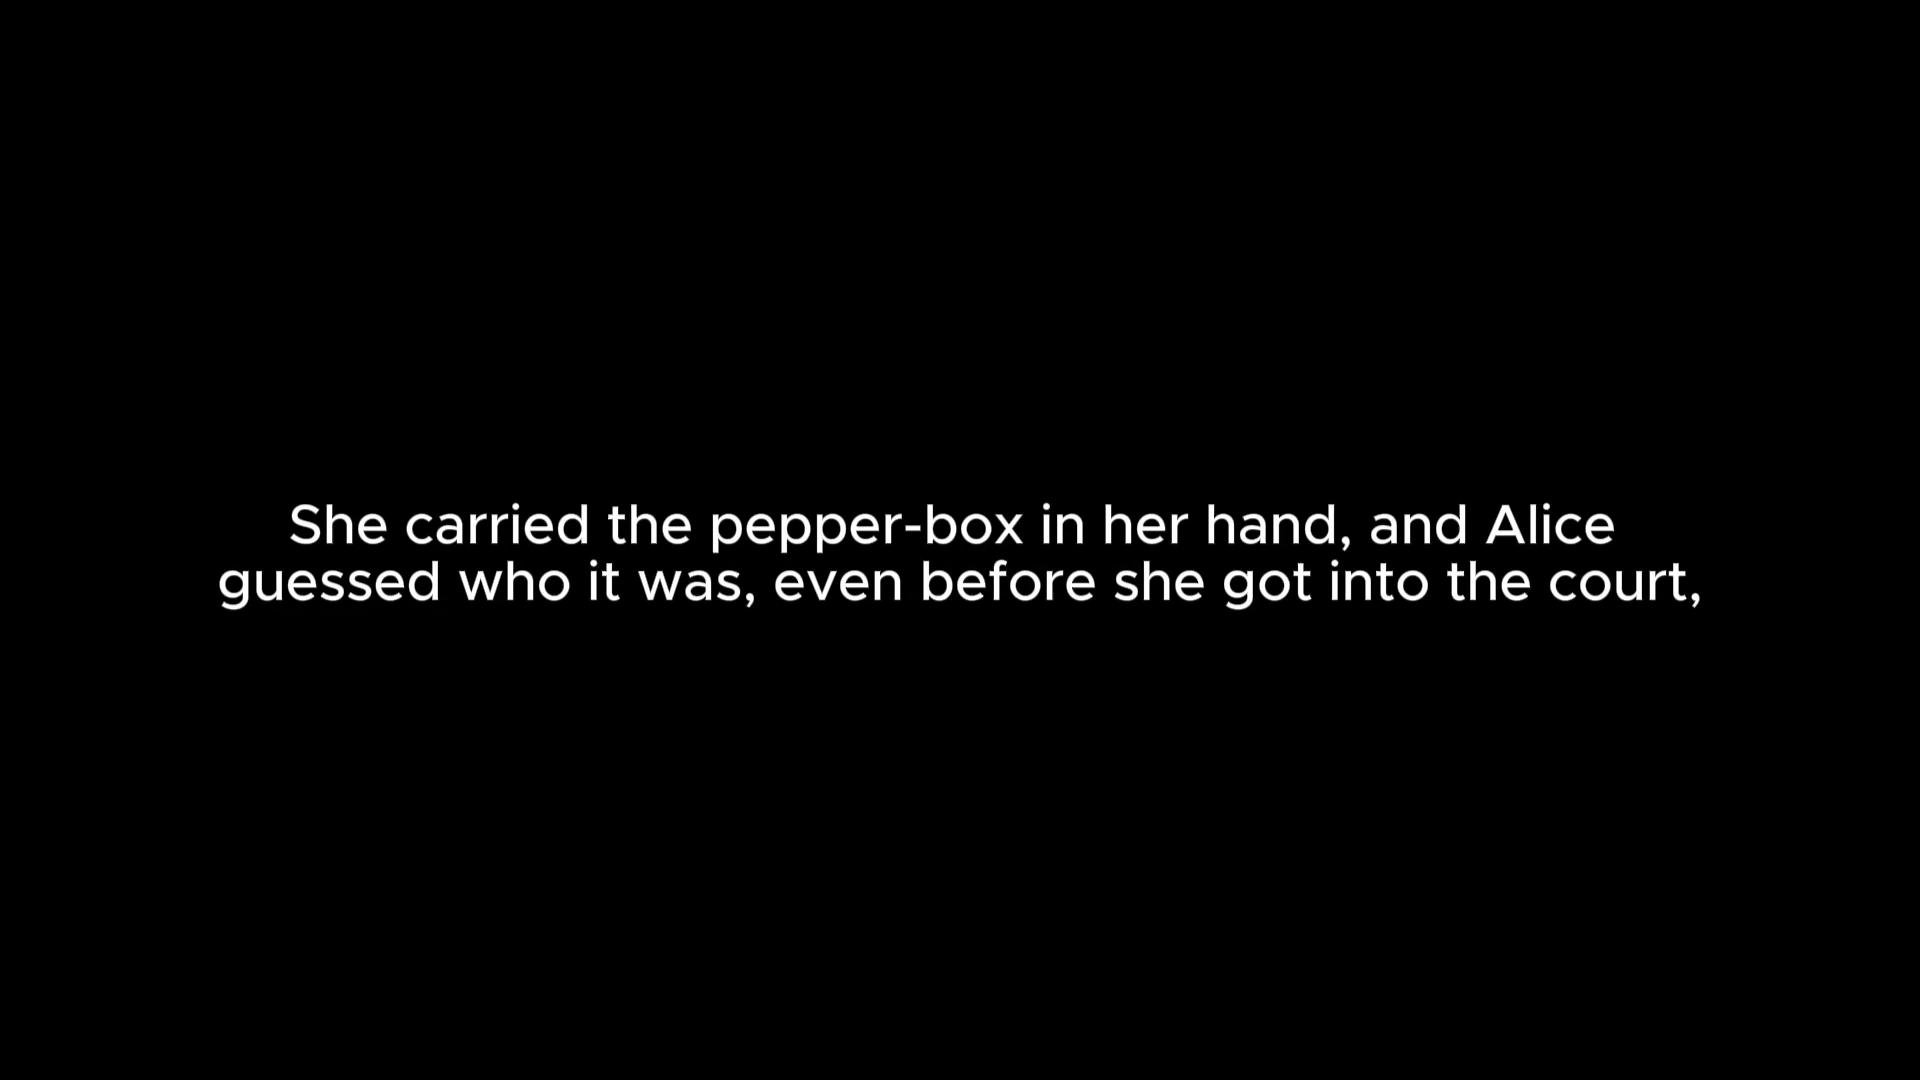 She carried the pepper-box in her hand, and Alice
guessed who it was, even before she got into the court,